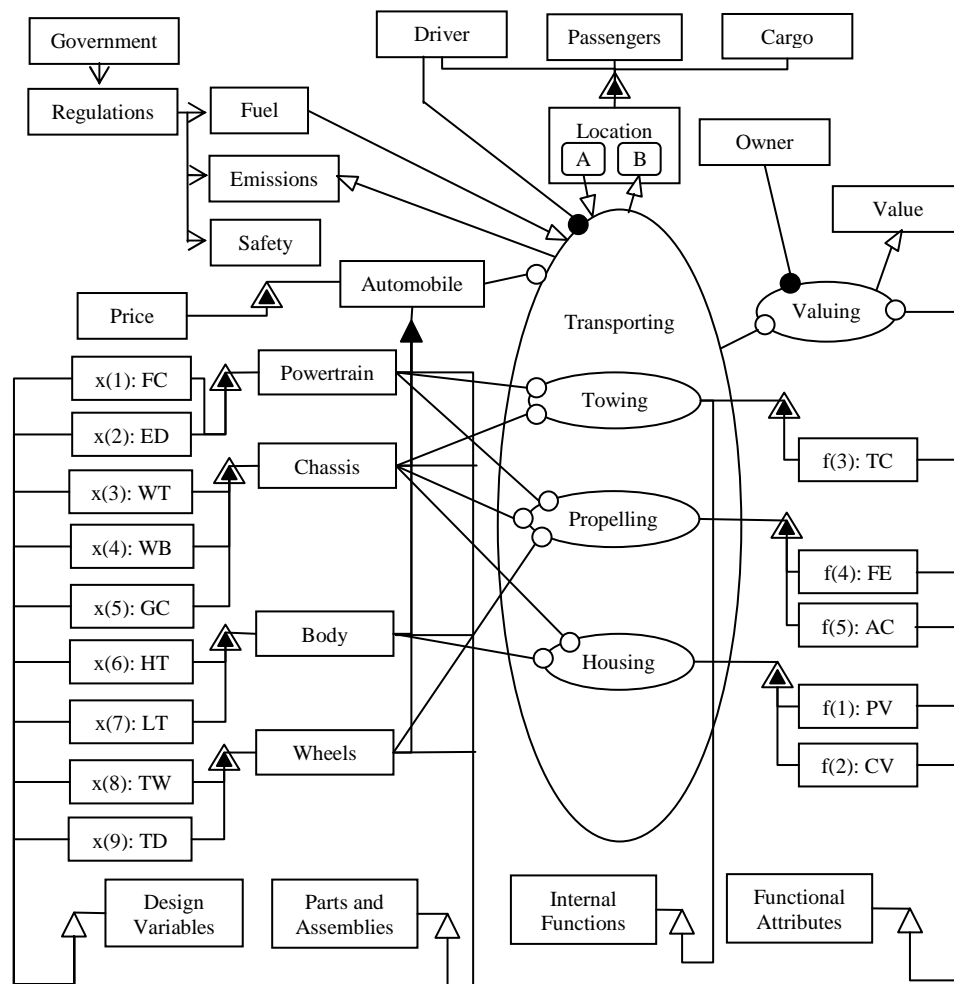 Government
Driver
Passengers
Cargo
Regulations
Fuel
Location
A
B
Owner
Emissions
Value
Safety
Automobile
Price
Transporting
Valuing
x(1): FC
Powertrain
Towing
x(2): ED
Chassis
f(3): TC
x(3): WT
Propelling
x(4): WB
f(4): FE
x(5): GC
Body
f(5): AC
x(6): HT
Housing
f(1): PV
x(7): LT
Wheels
f(2): CV
x(8): TW
x(9): TD
Design
Variables
Parts and
Assemblies
Internal
Functions
Functional
Attributes